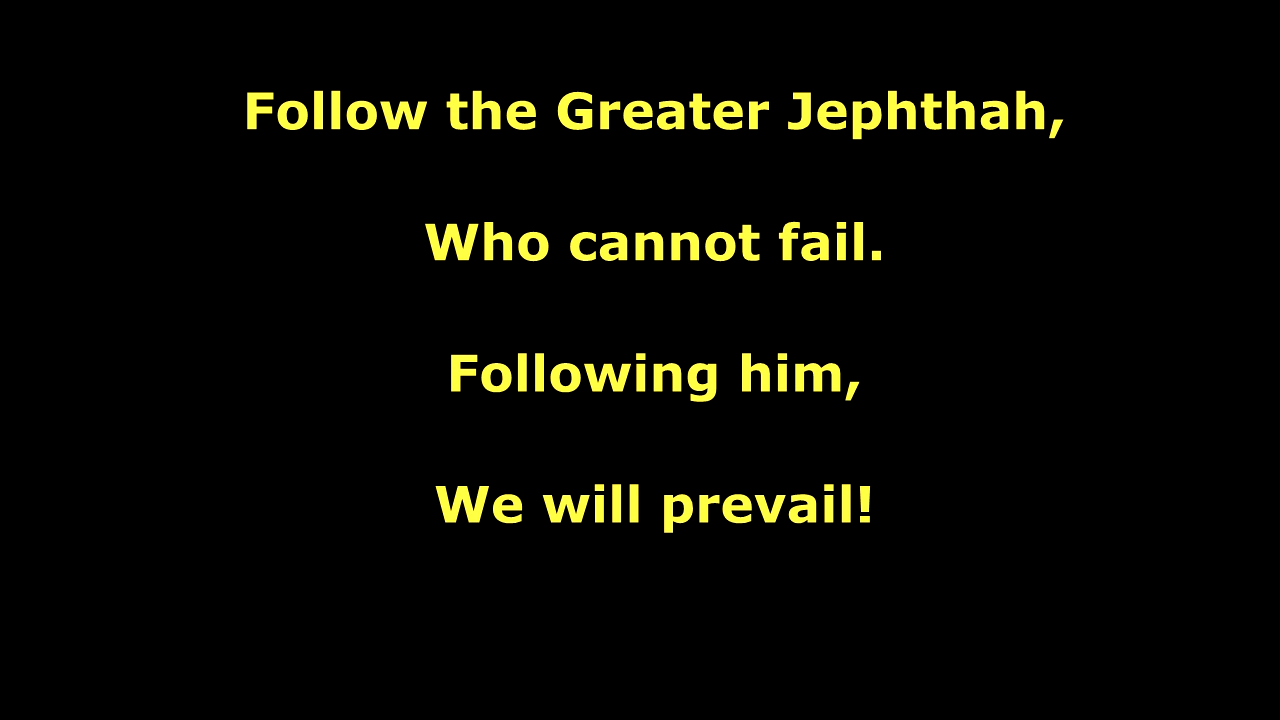 Follow the Greater Jephthah,
Who cannot fail.
Following him,
We will prevail!